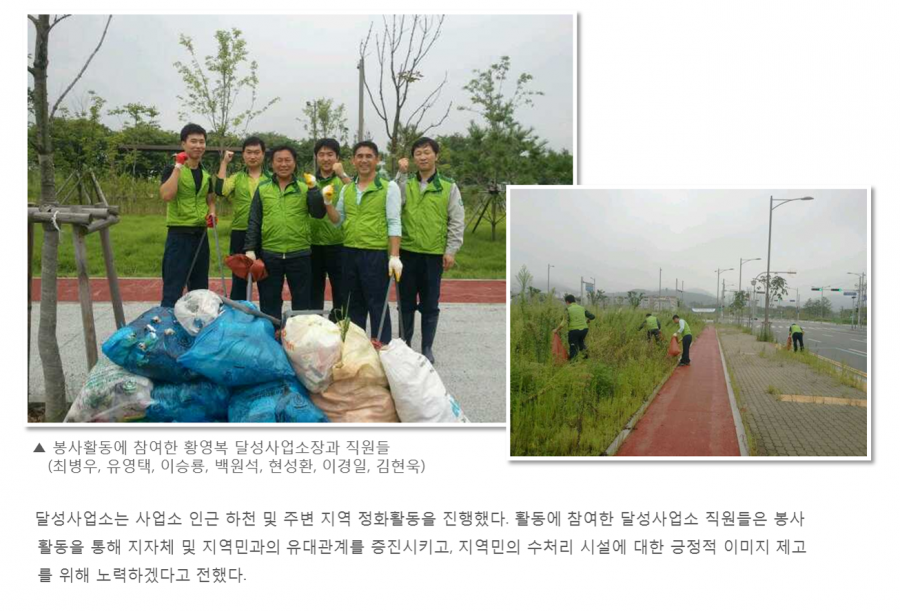 ▲ 봉사활동에 참여한 황영복 달성사업소장과 직원들
(최병우, 유영택, 이승룡, 백원석, 현성환, 이경일, 김현욱)
달성사업소는 사업소 인근 하천 및 주변 지역 정화활동을 진행했다. 활동에 참여한 달성사업소 직원들은 봉사
활동을 통해 지자체 및 지역민과의 유대관계를 증진시키고, 지역민의 수처리 시설에 대한 긍정적 이미지 제고
를 위해 노력하겠다고 전했다.